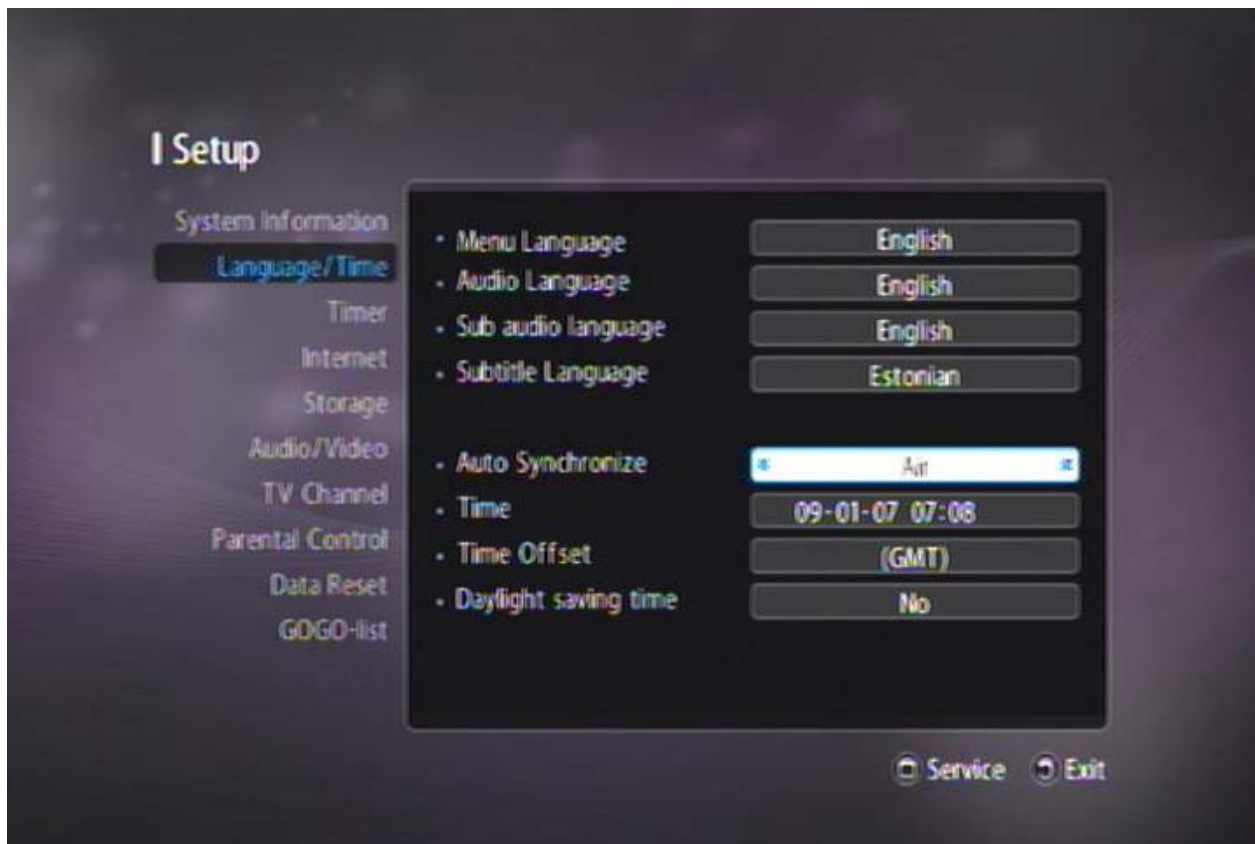 Setup
System Information
Language/Time
Timer
Internet
Storage
Audio/Video
TV Channel
Parental Control
Data Reset
GOGO-list
Menu Language English
Audio Language English
Sub audio language English
Subtitle Language Estonian
Auto Synchronize Air
Time 09-01-07 07:08
Time Offset (GMT)
Daylight saving time No
Service Exit